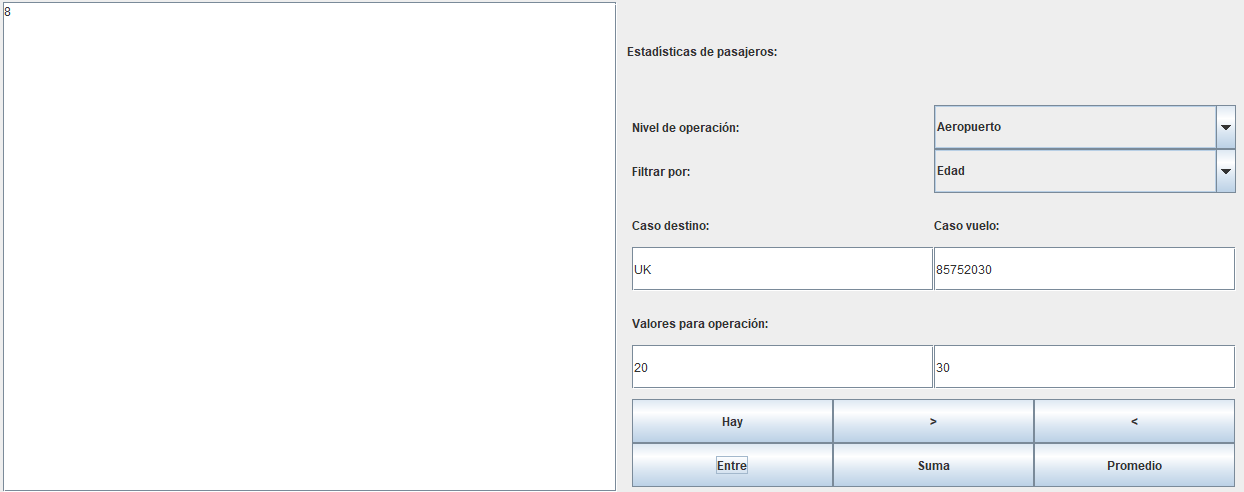 8
Estadísticas de pasajeros:
Nivel de operación:
Aeropuerto
Filtrar por:
Edad
Caso destino:
Caso vuelo:
UK
85752030
Valores para operación:
20
30
Hay
>
<
Entre
Suma
Promedio